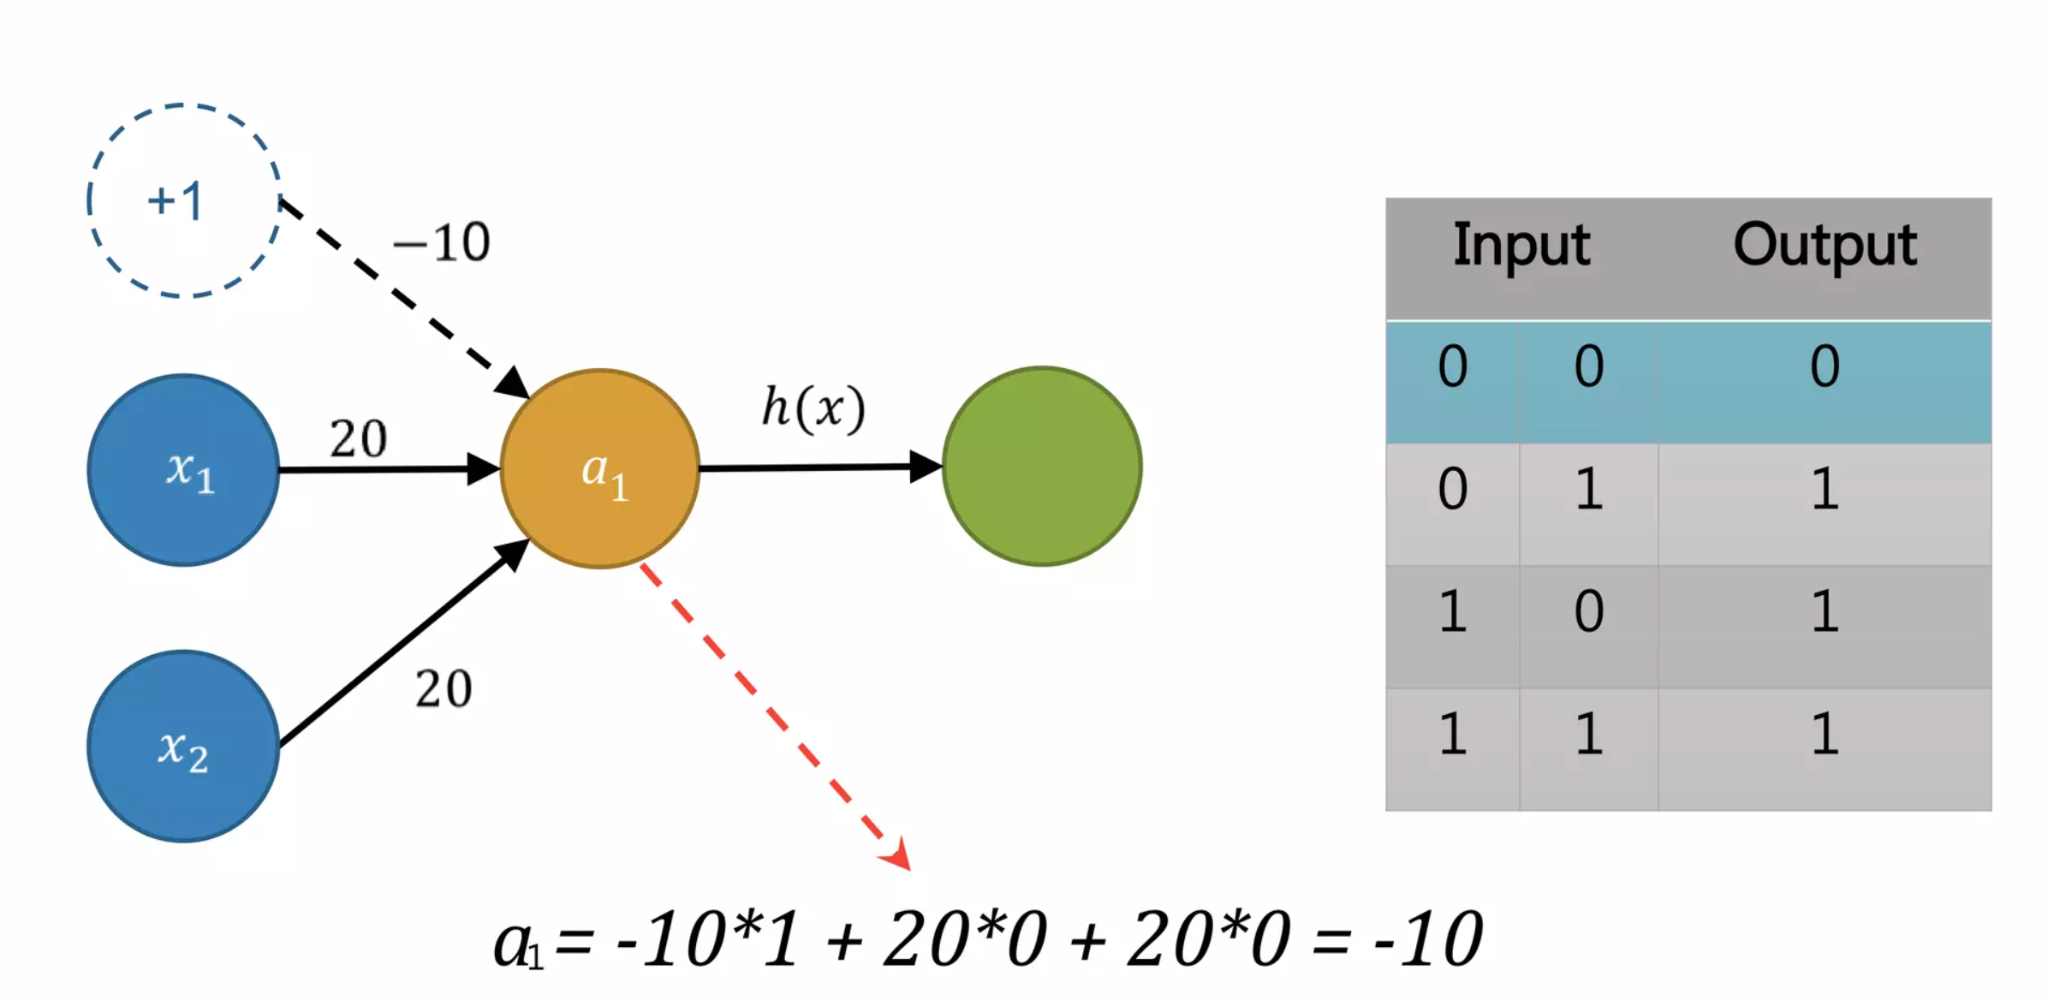 +1
−10
x₁
20
a₁
h(x)
x₂
20
a₁ = -10*1 + 20*0 + 20*0 = -10
Input Output
0 0 0
0 1 1
1 0 1
1 1 1